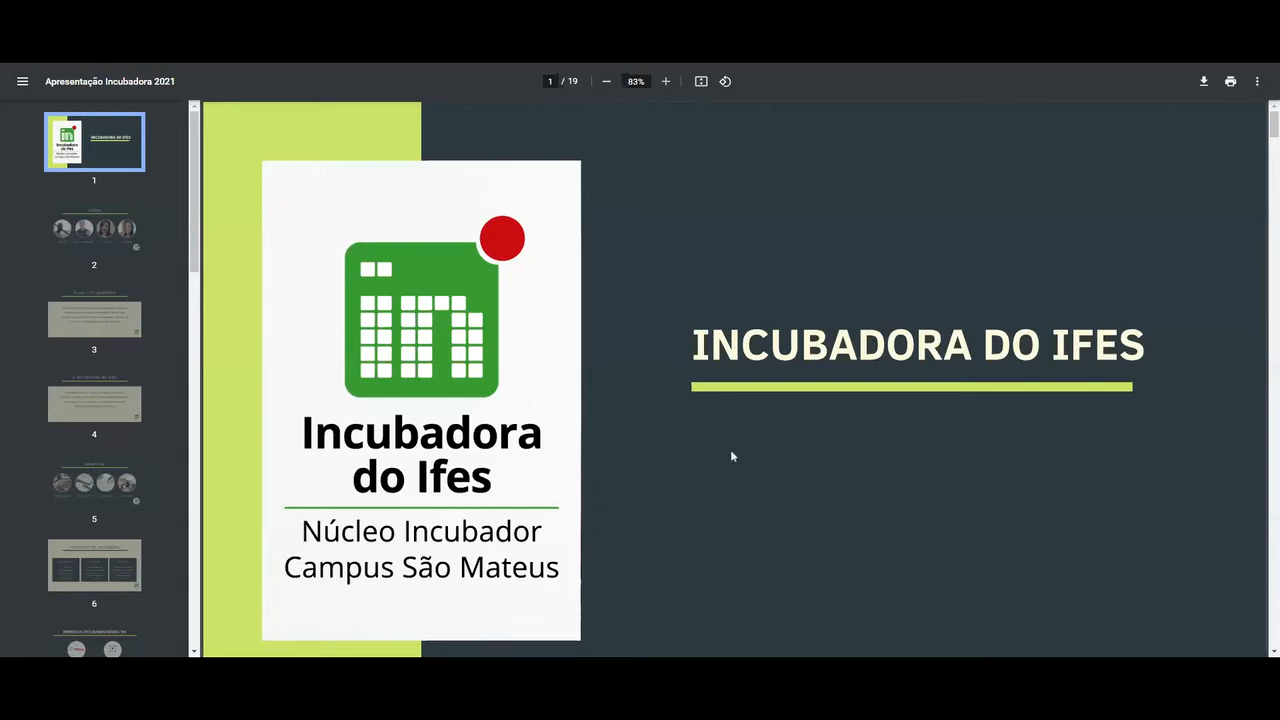 Apresentação Incubadora 2021
1 / 19
83%
1
2
3
4
5
6
in
Incubadora
do Ifes
Núcleo Incubador
Campus São Mateus
INCUBADORA DO IFES